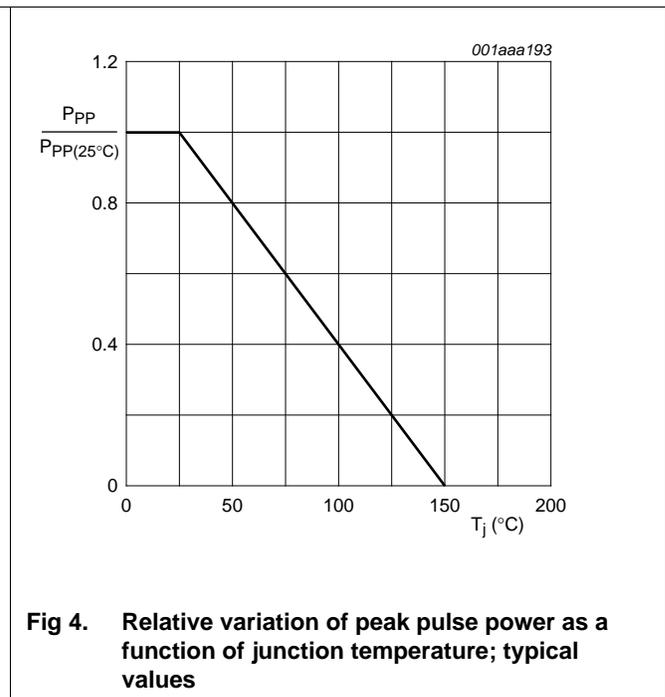 001aaa193
1.2
PPP
PPP(25°C)
0.8
0.4
0
0 50 100 150 200
Tj (°C)
Fig 4. Relative variation of peak pulse power as a
function of junction temperature; typical
values